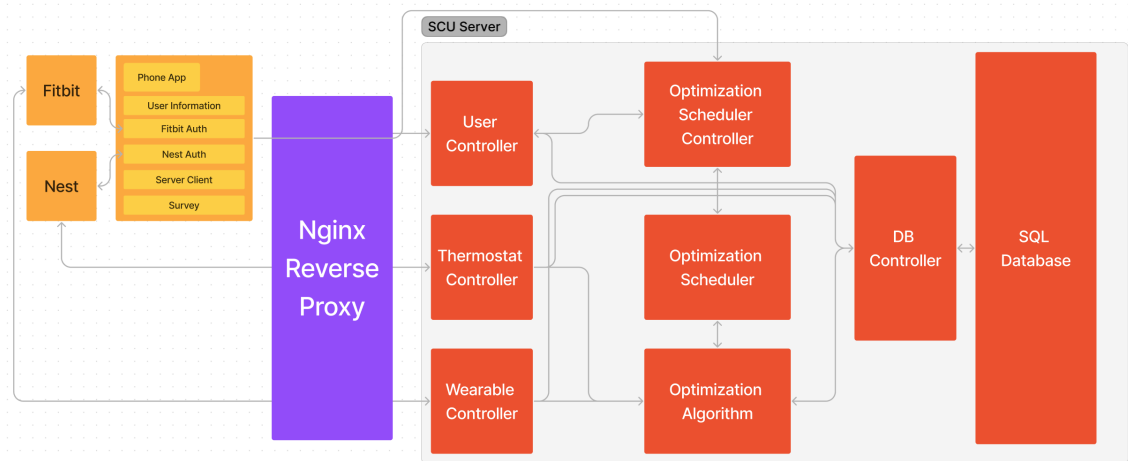 SCU Server
Fitbit
Nest
Phone App
User Information
Fitbit Auth
Nest Auth
Server Client
Survey
Nginx
Reverse
Proxy
User
Controller
Thermostat
Controller
Wearable
Controller
Optimization
Scheduler
Controller
Optimization
Scheduler
Optimization
Algorithm
DB
Controller
SQL
Database